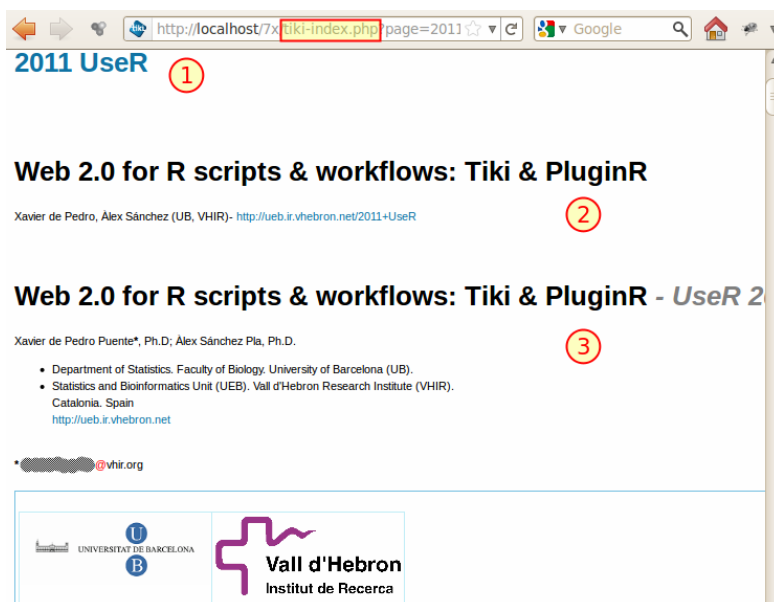 http://localhost/7x/tiki-index.php?page=2011
Google
2011 UseR
1
Web 2.0 for R scripts & workflows: Tiki & PluginR
Xavier de Pedro, Àlex Sánchez (UB, VHIR)- http://ueb.ir.vhebron.net/2011+UseR
2
Web 2.0 for R scripts & workflows: Tiki & PluginR - UseR 2
Xavier de Pedro Puente*, Ph.D; Àlex Sánchez Pla, Ph.D.
3
• Department of Statistics. Faculty of Biology. University of Barcelona (UB).
• Statistics and Bioinformatics Unit (UEB). Vall d'Hebron Research Institute (VHIR).
Catalonia. Spain
http://ueb.ir.vhebron.net
* @vhir.org
UNIVERSITAT DE BARCELONA
U
B
Vall d'Hebron
Institut de Recerca